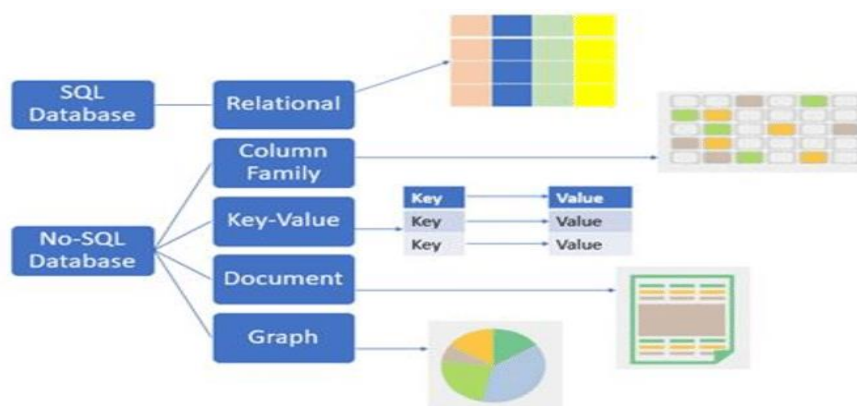 SQL
Database
Relational
Column
Family
Key-Value
No-SQL
Database
Document
Graph
Key Value
Key Value
Key Value